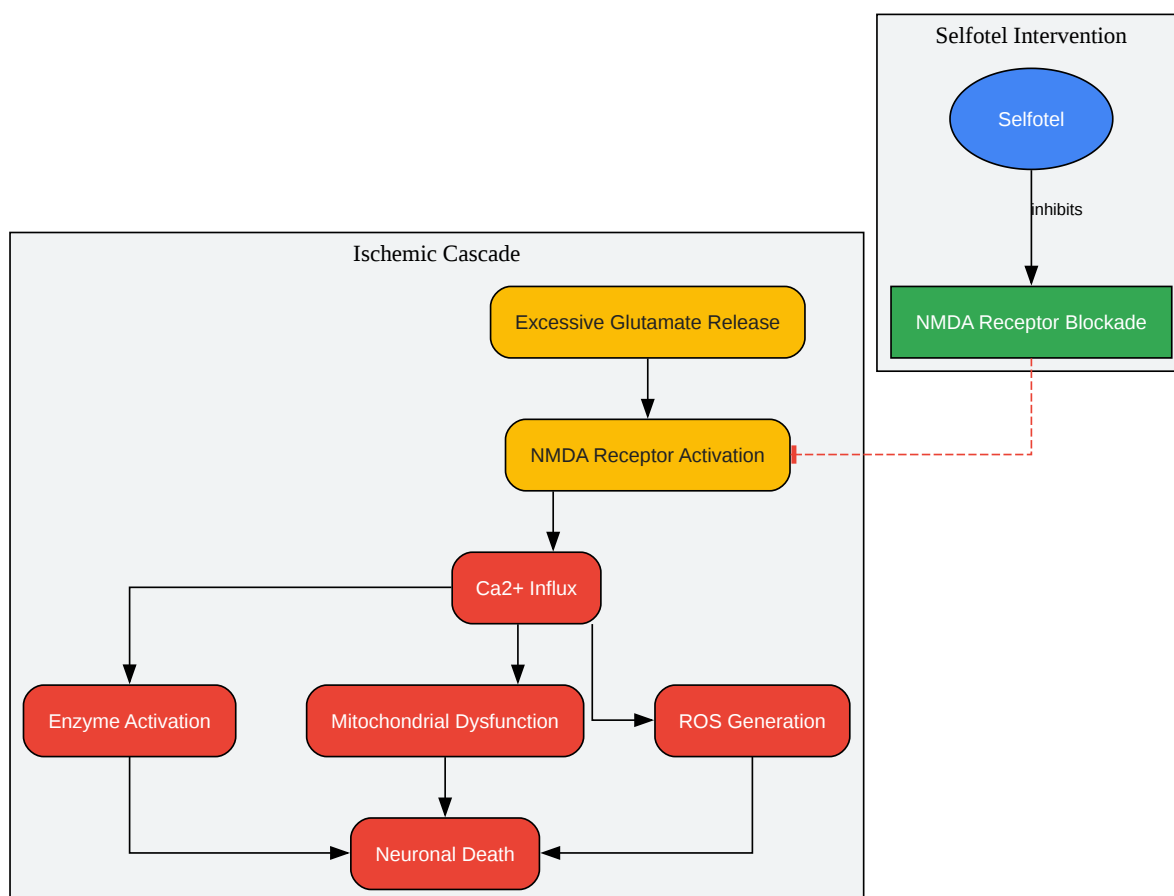 Selfotel Intervention
Selfotel
inhibits
NMDA Receptor Blockade
Ischemic Cascade
Excessive Glutamate Release
NMDA Receptor Activation
Ca2+ Influx
Enzyme Activation
Mitochondrial Dysfunction
ROS Generation
Neuronal Death